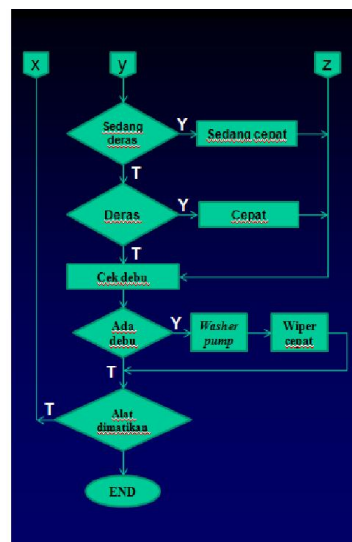 x
y
z
Sedang
deras
Y
Sedang cepat
T
Deras
Y
Cepat
T
Cek debu
Ada
debu
Y
Washer
pump
Wiper
cepat
T
Alat
dimatikan
T
END